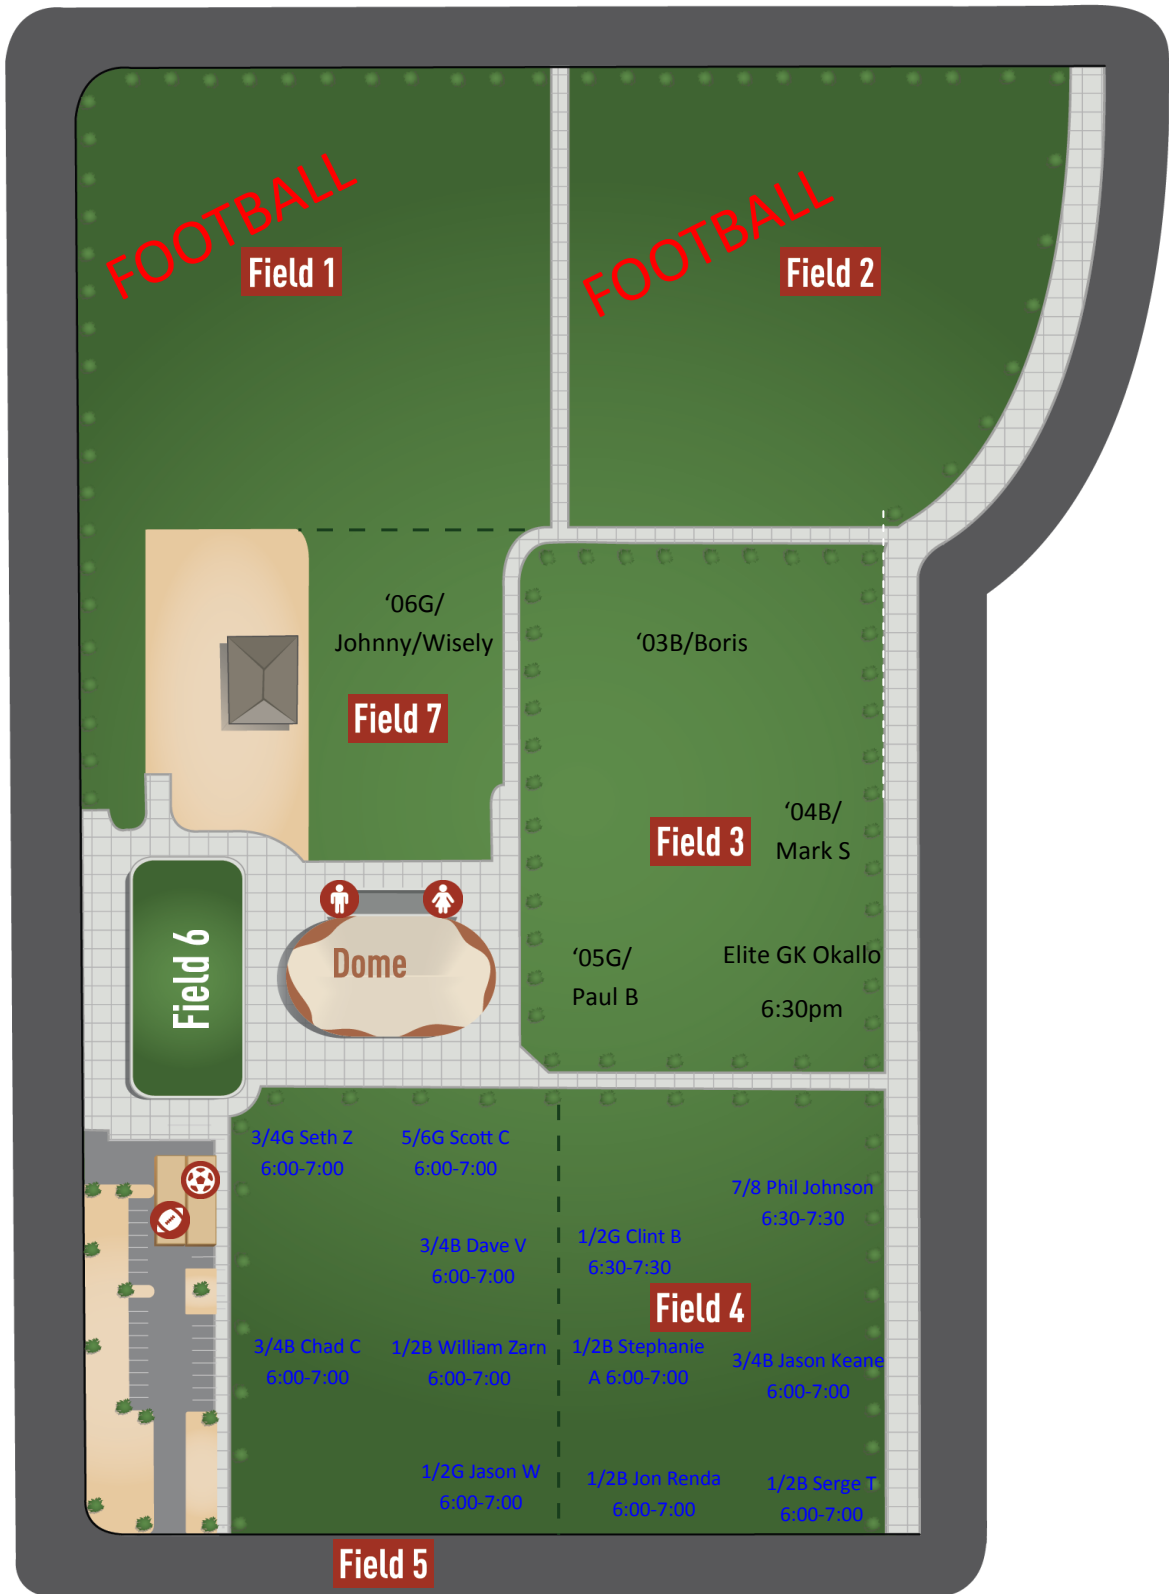 FOOTBALL
Field 1
FOOTBALL
Field 2
‘06G/
Johnny/Wisely
Field 7
‘03B/Boris
‘04B/
Mark S
Field 3
‘05G/
Paul B
Elite GK Okallo
6:30pm
Field 6
Dome
3/4G Seth Z
6:00-7:00
5/6G Scott C
6:00-7:00
7/8 Phil Johnson
6:30-7:30
3/4B Dave V
6:00-7:00
1/2G Clint B
6:30-7:30
Field 4
3/4B Chad C
6:00-7:00
1/2B William Zarn
6:00-7:00
1/2B Stephanie
A 6:00-7:00
3/4B Jason Keane
6:00-7:00
1/2G Jason W
6:00-7:00
1/2B Jon Renda
6:00-7:00
1/2B Serge T
6:00-7:00
Field 5